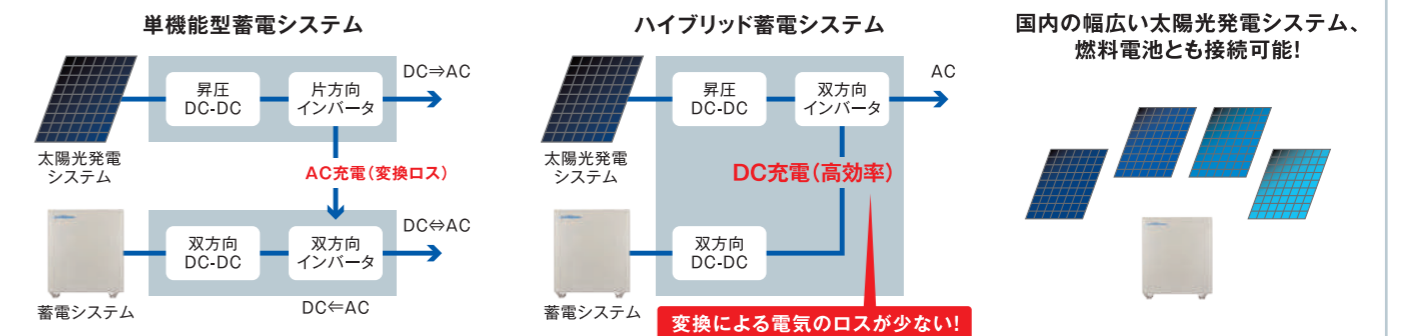 単機能型蓄電システム
DC⇒AC
昇圧
DC-DC
片方向
インバータ
太陽光発電
システム
AC充電(変換ロス)
双方向
DC-DC
双方向
インバータ
DC⇔AC
蓄電システム
DC⇐AC
ハイブリッド蓄電システム
AC
昇圧
DC-DC
双方向
インバータ
太陽光発電
システム
DC充電(高効率)
双方向
DC-DC
蓄電システム
変換による電気のロスが少ない!
国内の幅広い太陽光発電システム、
燃料電池とも接続可能!